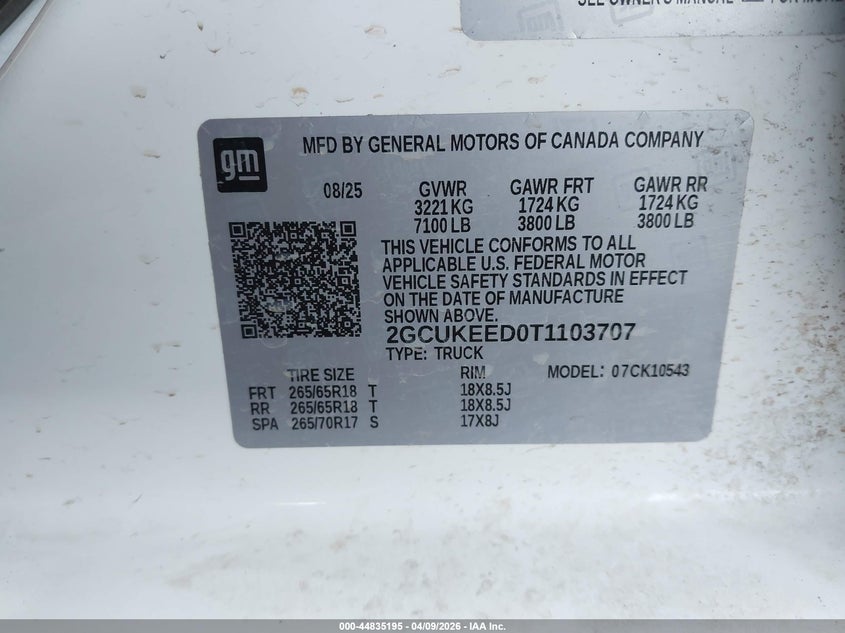 SEE OWNER'S MANUAL
FOR MORE
gm
MFD BY GENERAL MOTORS OF CANADA COMPANY
08/25 GVWR GAWR FRT GAWR RR
3221 KG 1724 KG 1724 KG
7100 LB 3800 LB 3800 LB
THIS VEHICLE CONFORMS TO ALL
APPLICABLE U.S. FEDERAL MOTOR
VEHICLE SAFETY STANDARDS IN EFFECT
ON THE DATE OF MANUFACTURE
SHOWN ABOVE.
2GCUKEED0T1103707
TYPE: TRUCK
TIRE SIZE RIM MODEL: 07CK10543
FRT 265/65R18 T 18X8.5J
RR 265/65R18 T 18X8.5J
SPA 265/70R17 S 17X8J
000-44835195 - 04/09/2026 - IAA Inc.